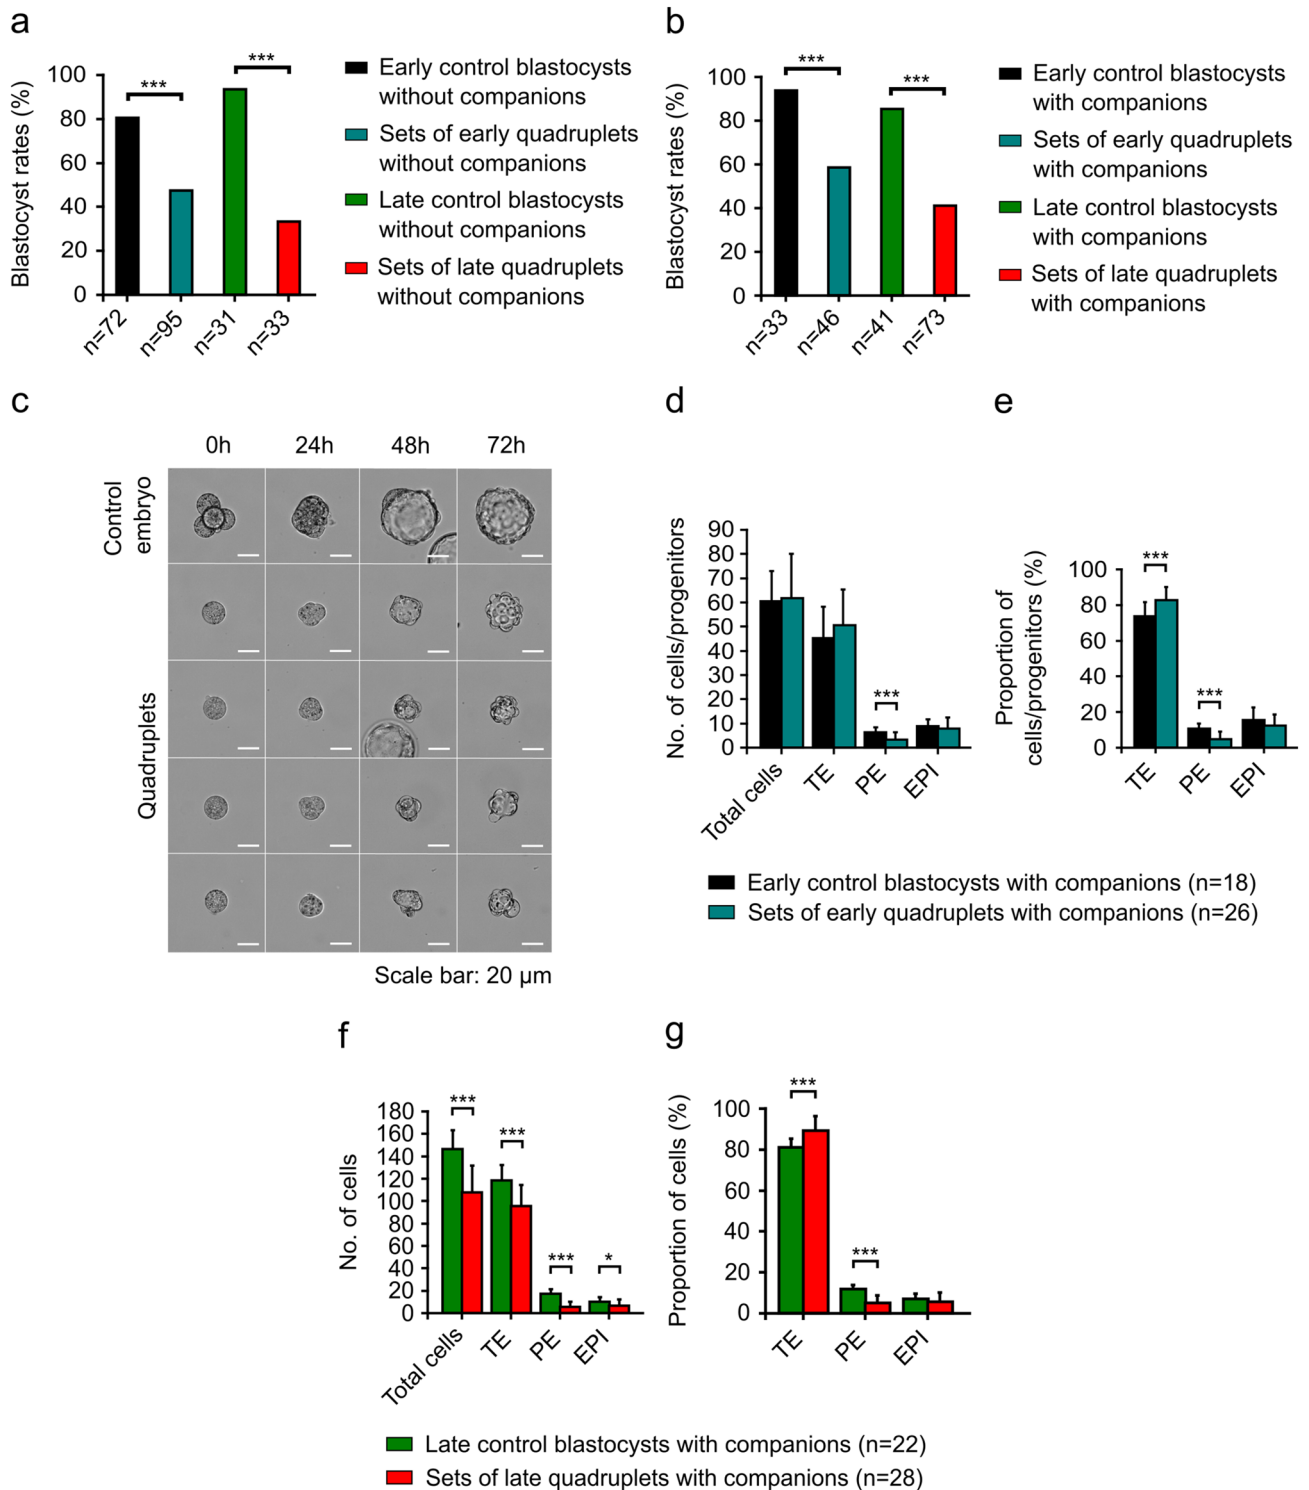 a
Blastocyst rates (%)
100
80
60
40
20
0
***
***
n=72
n=95
n=31
n=33
Early control blastocysts
without companions
Sets of early quadruplets
without companions
Late control blastocysts
without companions
Sets of late quadruplets
without companions
b
Blastocyst rates (%)
100
80
60
40
20
0
***
***
n=33
n=46
n=41
n=73
Early control blastocysts
with companions
Sets of early quadruplets
with companions
Late control blastocysts
with companions
Sets of late quadruplets
with companions
c
0h
24h
48h
72h
Control
embryo
Quadruplets
Scale bar: 20 µm
d
No. of cells/progenitors
90
80
70
60
50
40
30
20
10
0
***
Total cells
TE
PE
EPI
e
Proportion of
cells/progenitors (%)
100
80
60
40
20
0
***
***
TE
PE
EPI
Early control blastocysts with companions (n=18)
Sets of early quadruplets with companions (n=26)
f
No. of cells
180
160
140
120
100
80
60
40
20
0
***
***
***
*
Total cells
TE
PE
EPI
g
Proportion of cells (%)
100
80
60
40
20
0
***
***
TE
PE
EPI
Late control blastocysts with companions (n=22)
Sets of late quadruplets with companions (n=28)